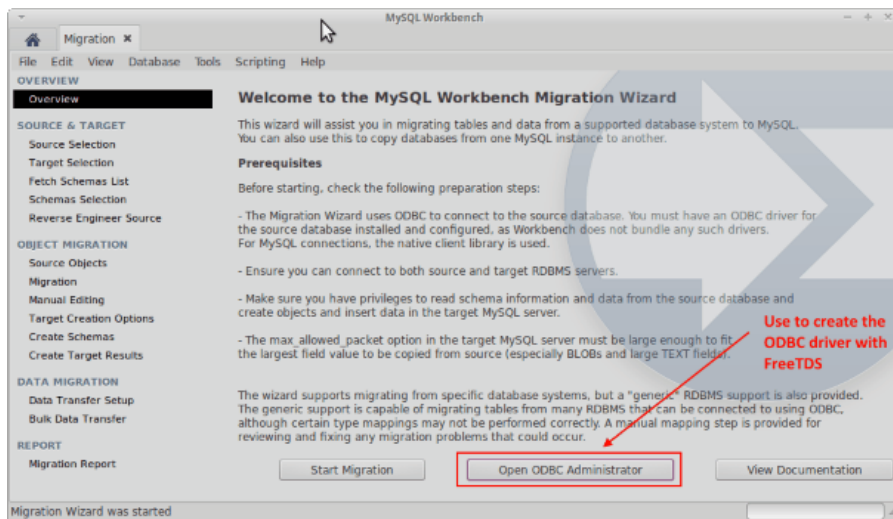 MySQL Workbench
Migration
File Edit View Database Tools Scripting Help
OVERVIEW
Overview
SOURCE & TARGET
Source Selection
Target Selection
Fetch Schemas List
Schemas Selection
Reverse Engineer Source
OBJECT MIGRATION
Source Objects
Migration
Manual Editing
Target Creation Options
Create Schemas
Create Target Results
DATA MIGRATION
Data Transfer Setup
Bulk Data Transfer
REPORT
Migration Report
Welcome to the MySQL Workbench Migration Wizard
This wizard will assist you in migrating tables and data from a supported database system to MySQL.
You can also use this to copy databases from one MySQL instance to another.
Prerequisites
Before starting, check the following preparation steps:
- The Migration Wizard uses ODBC to connect to the source database. You must have an ODBC driver for
the source database installed and configured, as Workbench does not bundle any such drivers.
For MySQL connections, the native client library is used.
- Ensure you can connect to both source and target RDBMS servers.
- Make sure you have privileges to read schema information and data from the source database and
create objects and insert data in the target MySQL server.
- The max_allowed_packet option in the target MySQL server must be large enough to fit
the largest field value to be copied from source (especially BLOBs and large TEXT fields).
Use to create the
ODBC driver with
FreeTDS
The wizard supports migrating from specific database systems, but a "generic" RDBMS support is also provided.
The generic support is capable of migrating tables from many RDBMS that can be connected to using ODBC,
although certain type mappings may not be performed correctly. A manual mapping step is provided for
reviewing and fixing any migration problems that could occur.
Start Migration
Open ODBC Administrator
View Documentation
Migration Wizard was started